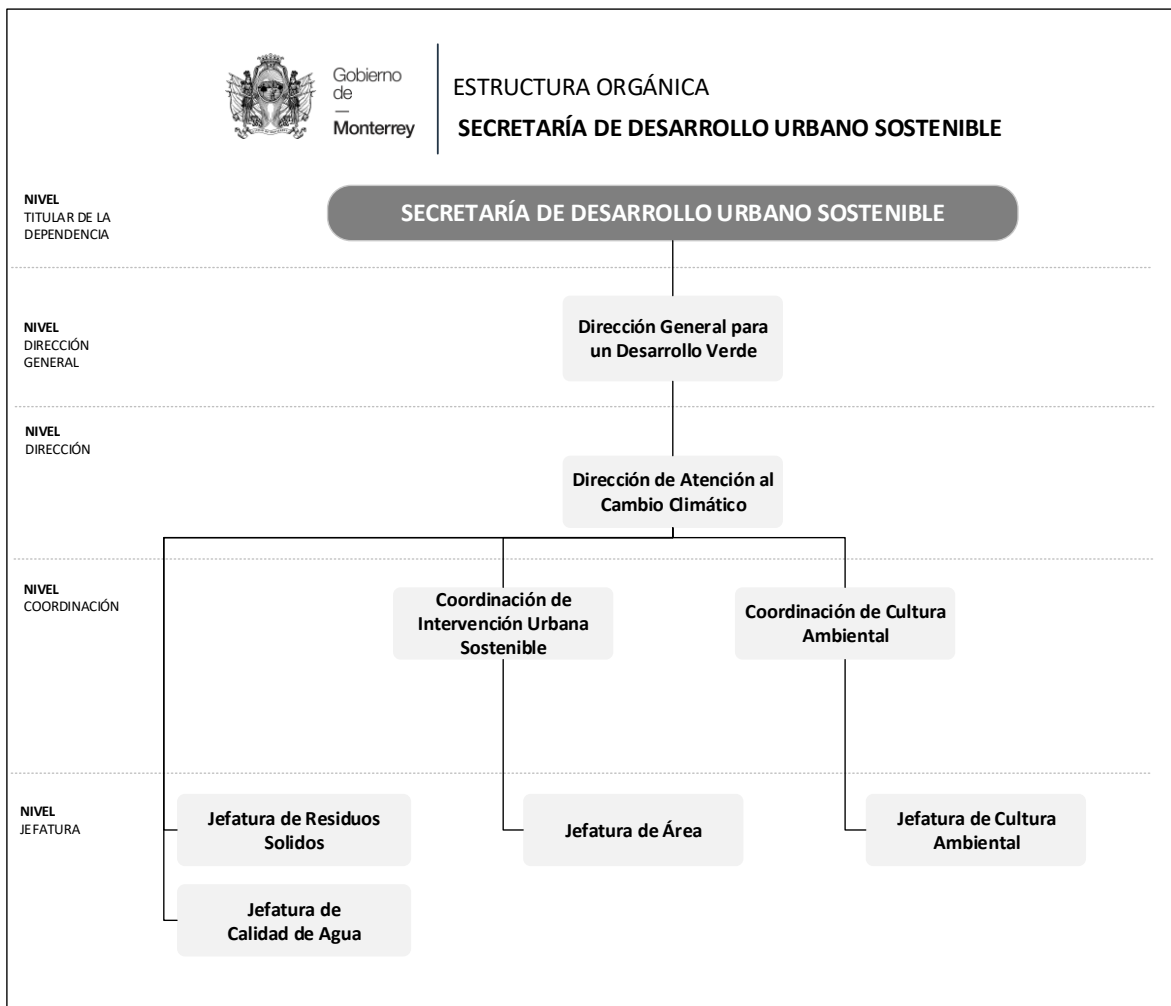 Gobierno
de
—
Monterrey
ESTRUCTURA ORGÁNICA
SECRETARÍA DE DESARROLLO URBANO SOSTENIBLE
NIVEL
TITULAR DE LA
DEPENDENCIA
SECRETARÍA DE DESARROLLO URBANO SOSTENIBLE
NIVEL
DIRECCIÓN
GENERAL
Dirección General para
un Desarrollo Verde
NIVEL
DIRECCIÓN
Dirección de Atención al
Cambio Climático
NIVEL
COORDINACIÓN
Coordinación de
Intervención Urbana
Sostenible
Coordinación de Cultura
Ambiental
NIVEL
JEFATURA
Jefatura de Residuos
Solidos
Jefatura de Área
Jefatura de Cultura
Ambiental
Jefatura de
Calidad de Agua